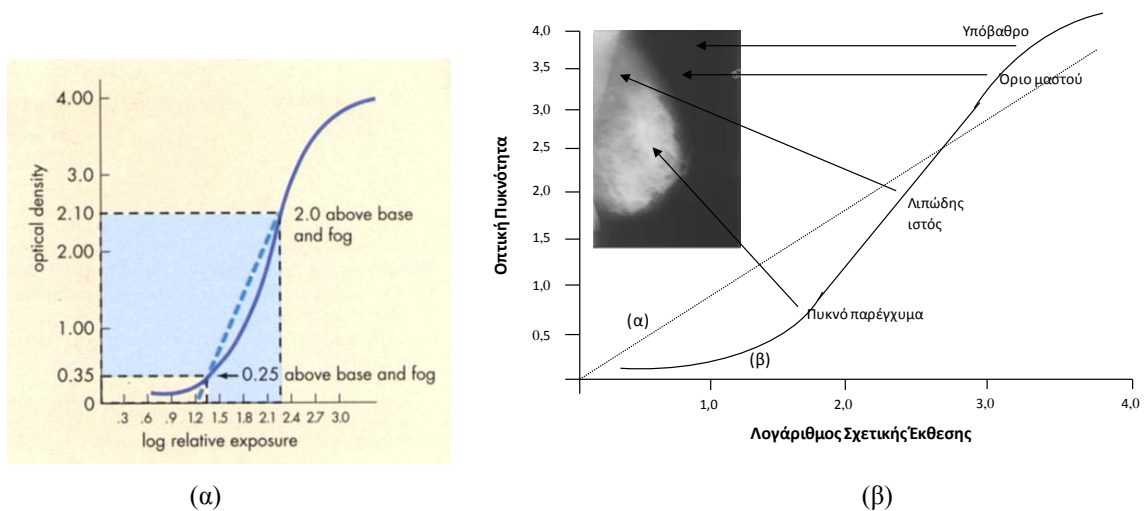 4.00
3.0
2.10
2.00
1.00
0.35
0
optical density
2.0 above base
and fog
0.25 above base and fog
.3 .6 .9 1.2 1.5 1.8 2.1 2.4 2.7 3.0
log relative exposure
(α)
4,0
3,5
3,0
2,5
2,0
1,5
1,0
0,5
0
Οπτική Πυκνότητα
Υπόβαθρο
Όριο μαστού
Λιπώδης
ιστός
Πυκνό παρέγχυμα
(α)
(β)
1,0 2,0 3,0 4,0
Λογάριθμος Σχετικής Έκθεσης
(β)